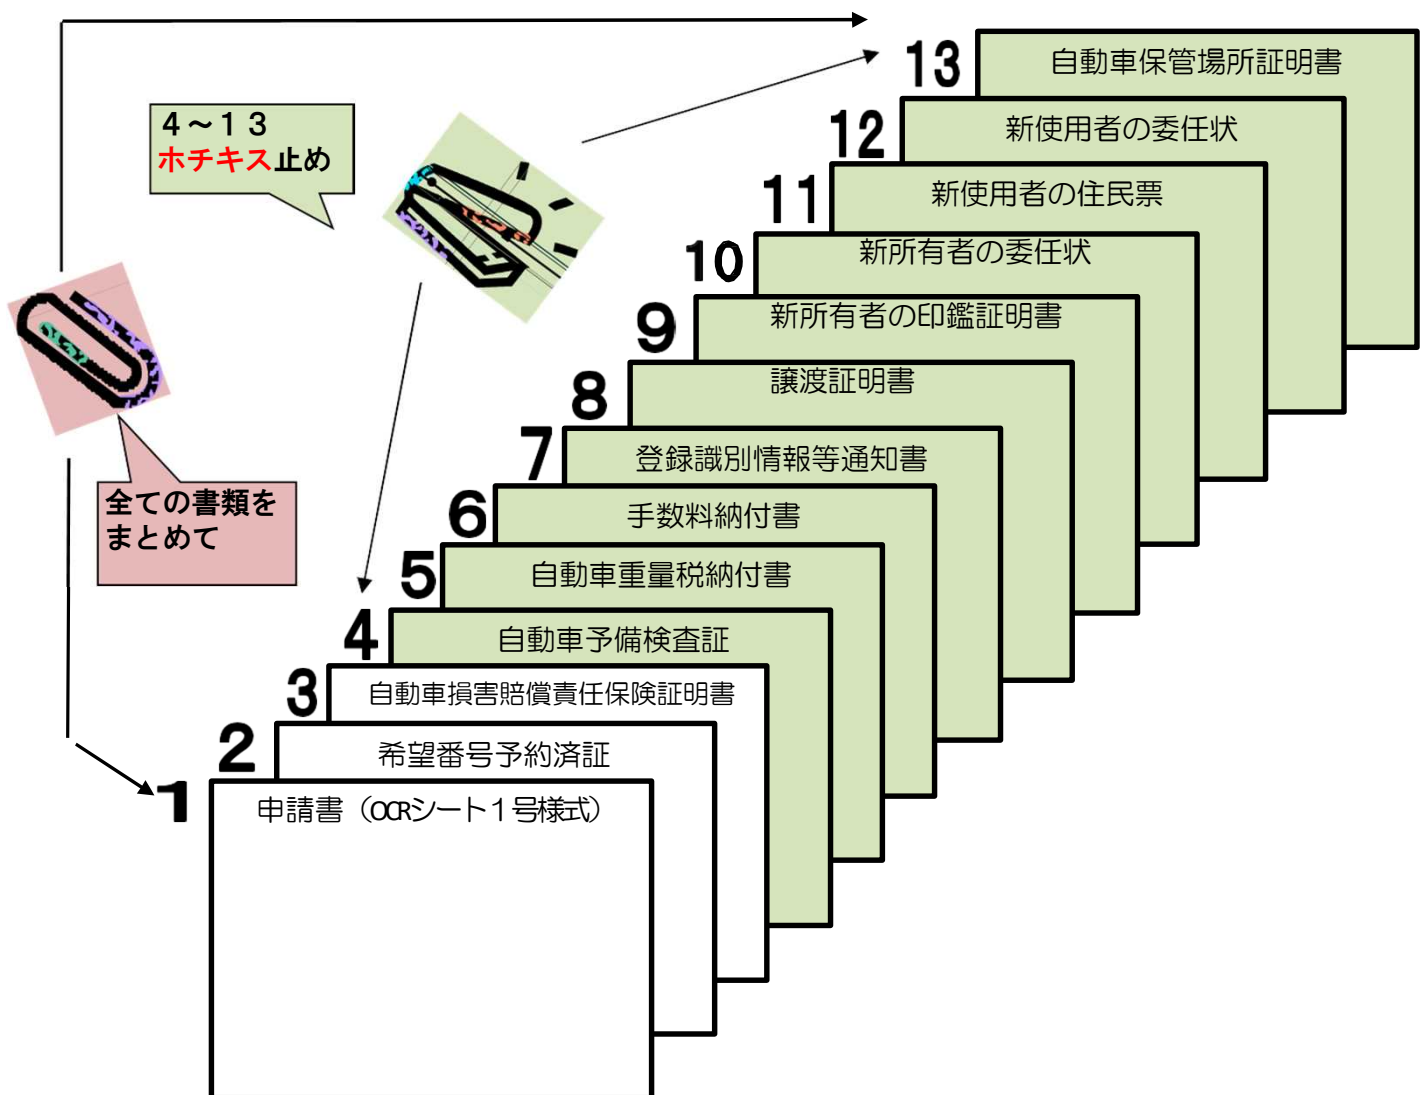 13
自動車保管場所証明書
4～13
ホチキス止め
12
新使用者の委任状
11
新使用者の住民票
10
新所有者の委任状
9
新所有者の印鑑証明書
8
譲渡証明書
7
登録識別情報等通知書
6
手数料納付書
全ての書類を
まとめて
5
自動車重量税納付書
4
自動車予備検査証
3
自動車損害賠償責任保険証明書
2
希望番号予約済証
1
申請書（OCRシート1号様式）